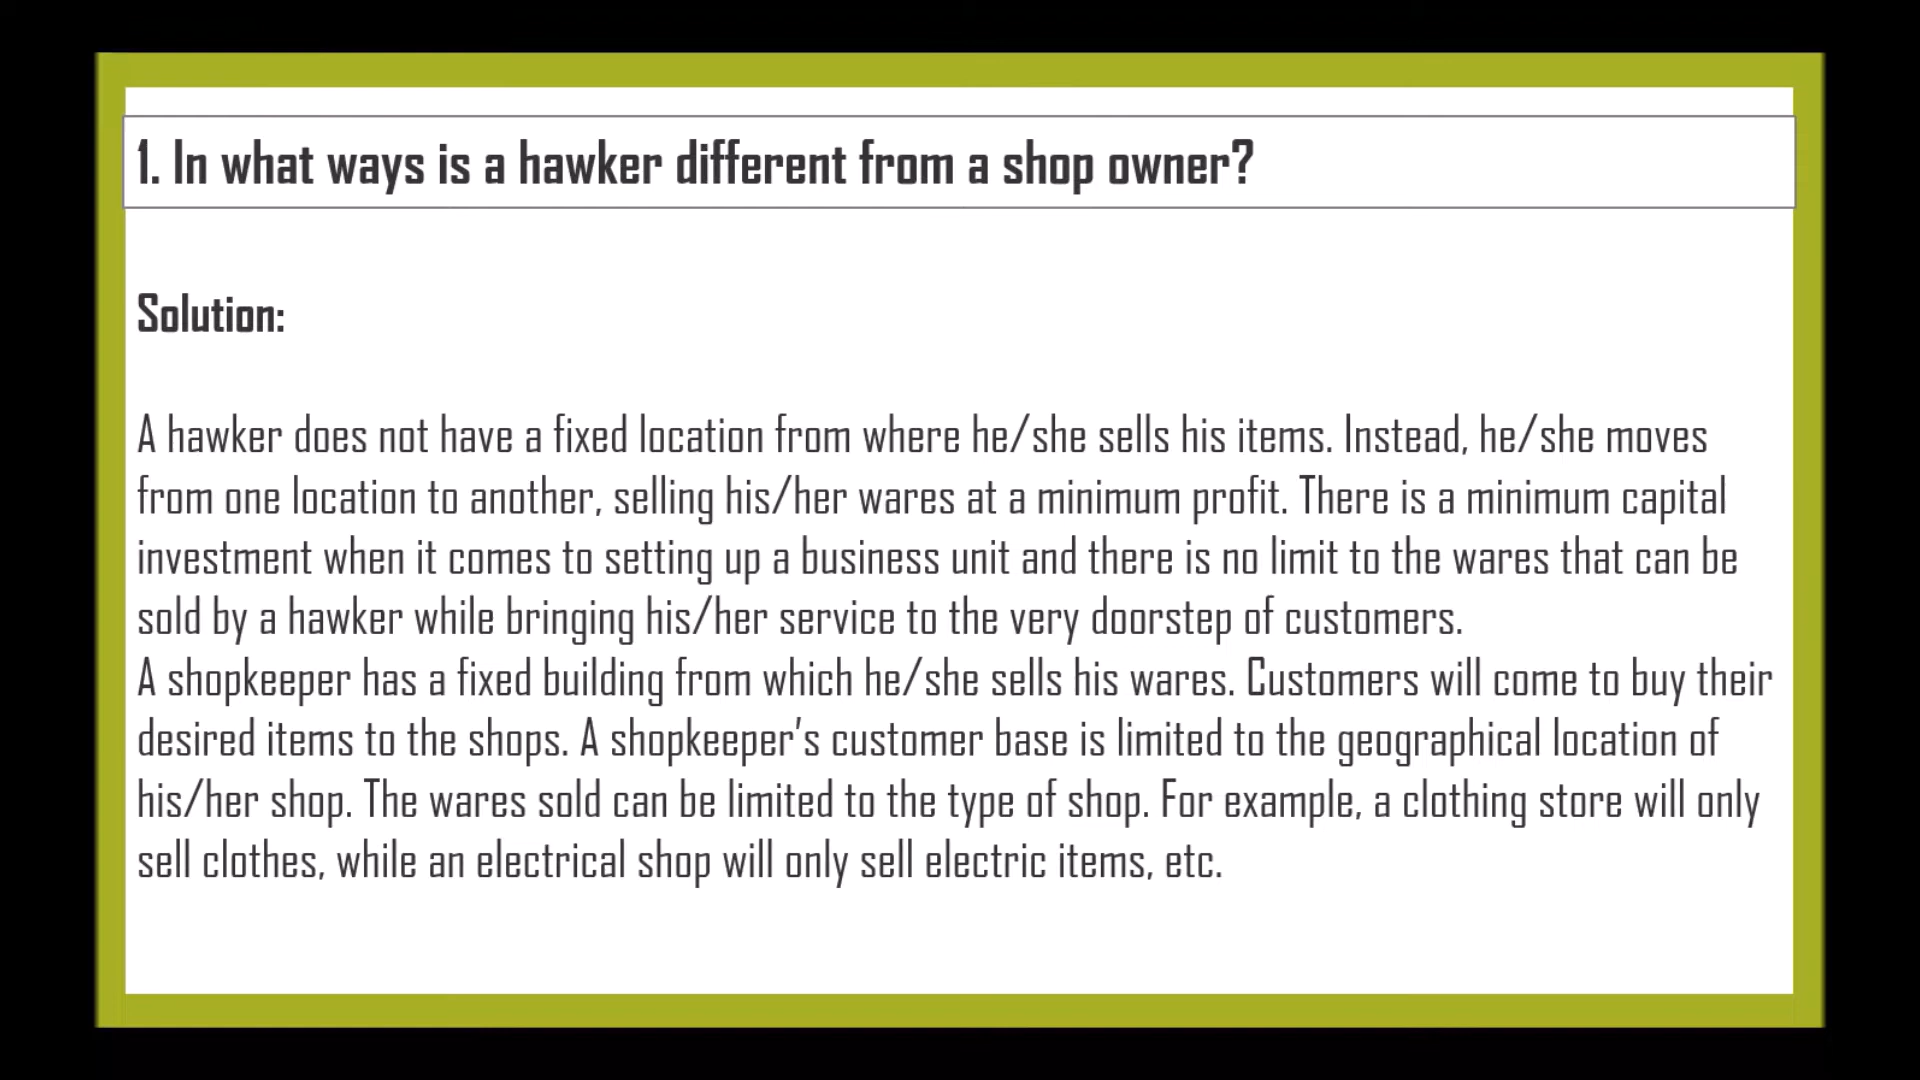 1. In what ways is a hawker different from a shop owner?
Solution:
A hawker does not have a fixed location from where he/she sells his items. Instead, he/she moves
from one location to another, selling his/her wares at a minimum profit. There is a minimum capital
investment when it comes to setting up a business unit and there is no limit to the wares that can be
sold by a hawker while bringing his/her service to the very doorstep of customers.
A shopkeeper has a fixed building from which he/she sells his wares. Customers will come to buy their
desired items to the shops. A shopkeeper's customer base is limited to the geographical location of
his/her shop. The wares sold can be limited to the type of shop. For example, a clothing store will only
sell clothes, while an electrical shop will only sell electric items, etc.